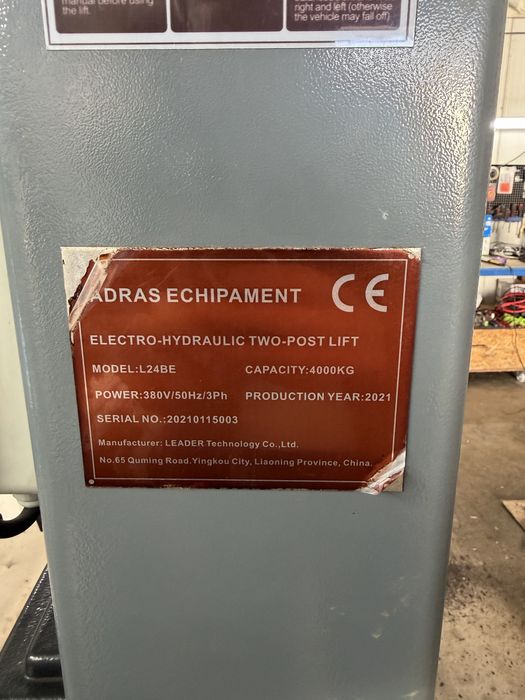 manual before using
the lift
right and left (otherwise
the vehicle may fall off)
ADRAS ECHIPAMENT CE
ELECTRO-HYDRAULIC TWO-POST LIFT
MODEL:L24BE CAPACITY:4000KG
POWER:380V/50Hz/3Ph PRODUCTION YEAR:2021
SERIAL NO.:20210115003
Manufacturer: LEADER Technology Co.,Ltd.
No.65 Quming Road.Yingkou City, Liaoning Province, China.